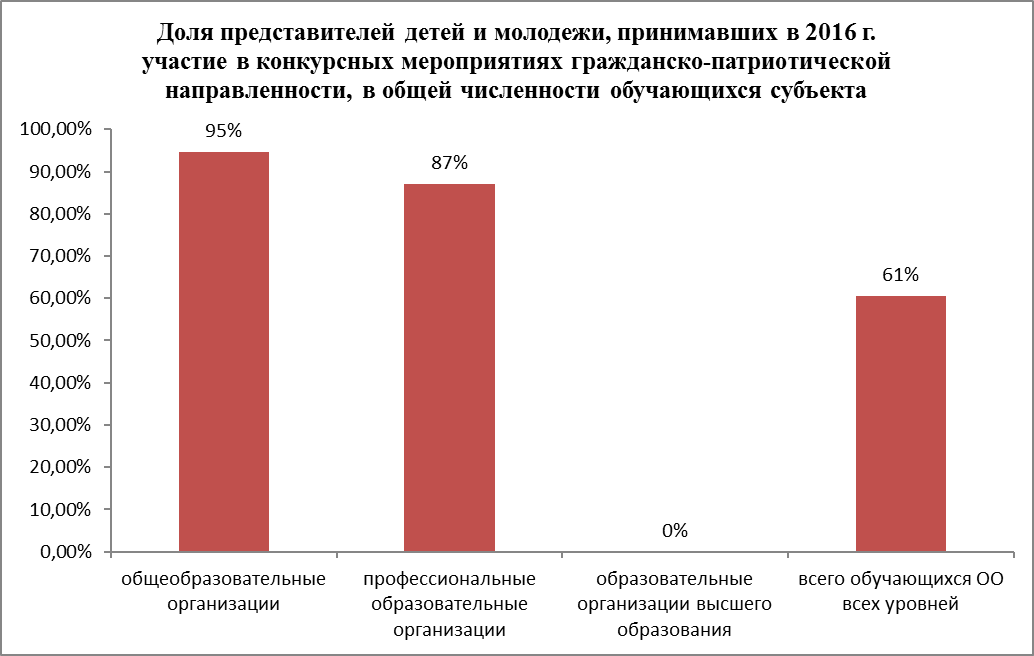 Доля представителей детей и молодежи, принимавших в 2016 г.
участие в конкурсных мероприятиях гражданско-патриотической
направленности, в общей численности обучающихся субъекта
100,00%
90,00%
80,00%
70,00%
60,00%
50,00%
40,00%
30,00%
20,00%
10,00%
0,00%
95%
87%
0%
61%
общеобразовательные
организации
профессиональные
образовательные
организации
образовательные
организации высшего
образования
всего обучающихся ОО
всех уровней